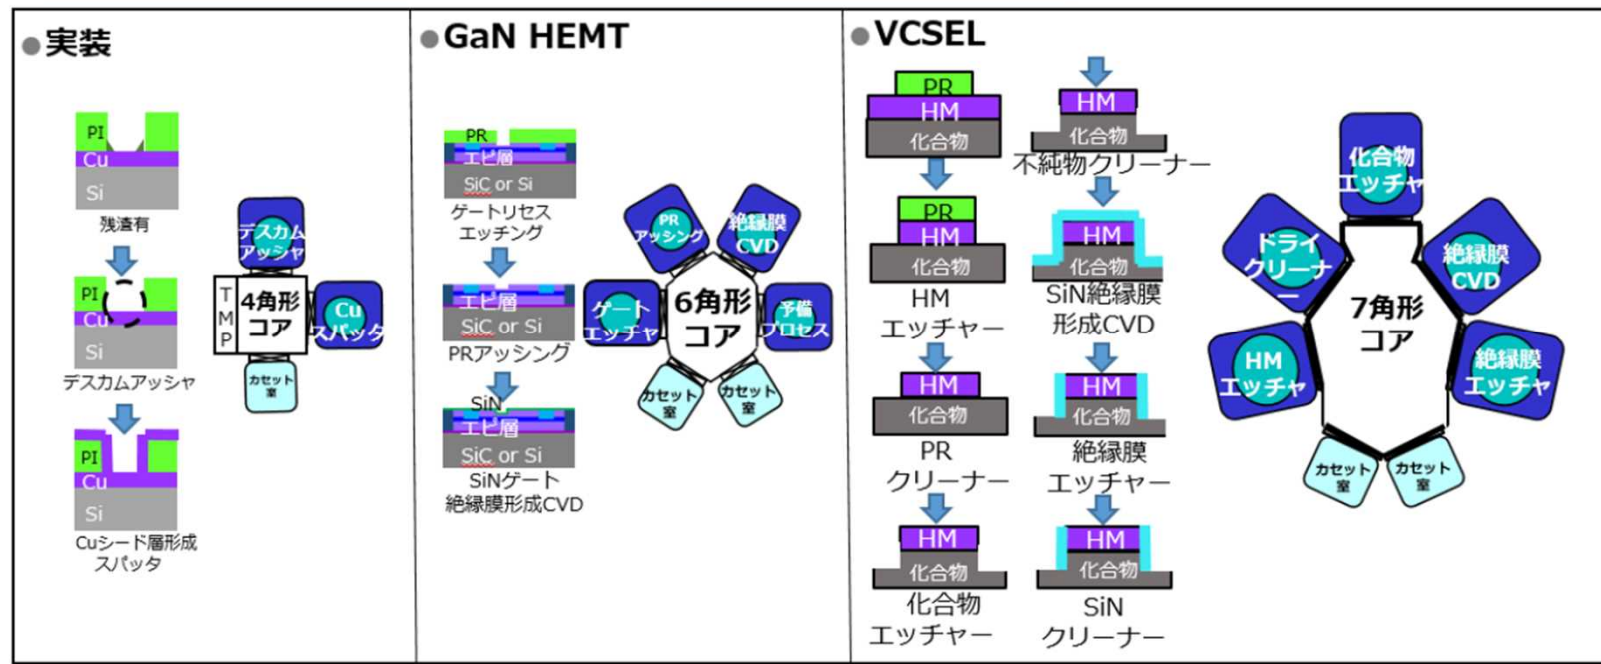 ●実装
PI
Cu
Si
残渣有
PI
Cu
Si
デスカムアッシャ
PI
Cu
Si
Cuシード層形成
スパッタ
デスカム
アッシャ
TMP
4角形
コア
Cu
スパッタ
カセット
室
●GaN HEMT
PR
エピ層
SiC or Si
ゲートリセス
エッチング
エピ層
SiC or Si
PRアッシング
SiN
エピ層
SiC or Si
SiNゲート
絶縁膜形成CVD
PR
アッシング
絶縁膜
CVD
ゲート
エッチャ
6角形
コア
予備
プロセス
カセット
室
カセット
室
●VCSEL
PR
HM
化合物
PR
HM
化合物
HM
エッチャー
HM
化合物
PR
クリーナー
HM
化合物
化合物
エッチャー
HM
化合物
不純物クリーナー
HM
化合物
SiN絶縁膜
形成CVD
HM
化合物
絶縁膜
エッチャー
HM
化合物
SiN
クリーナー
化合物
エッチャ
ドライ
クリーナ
ー
絶縁膜
CVD
7角形
コア
HM
エッチャ
絶縁膜
エッチャ
カセット
室
カセット
室